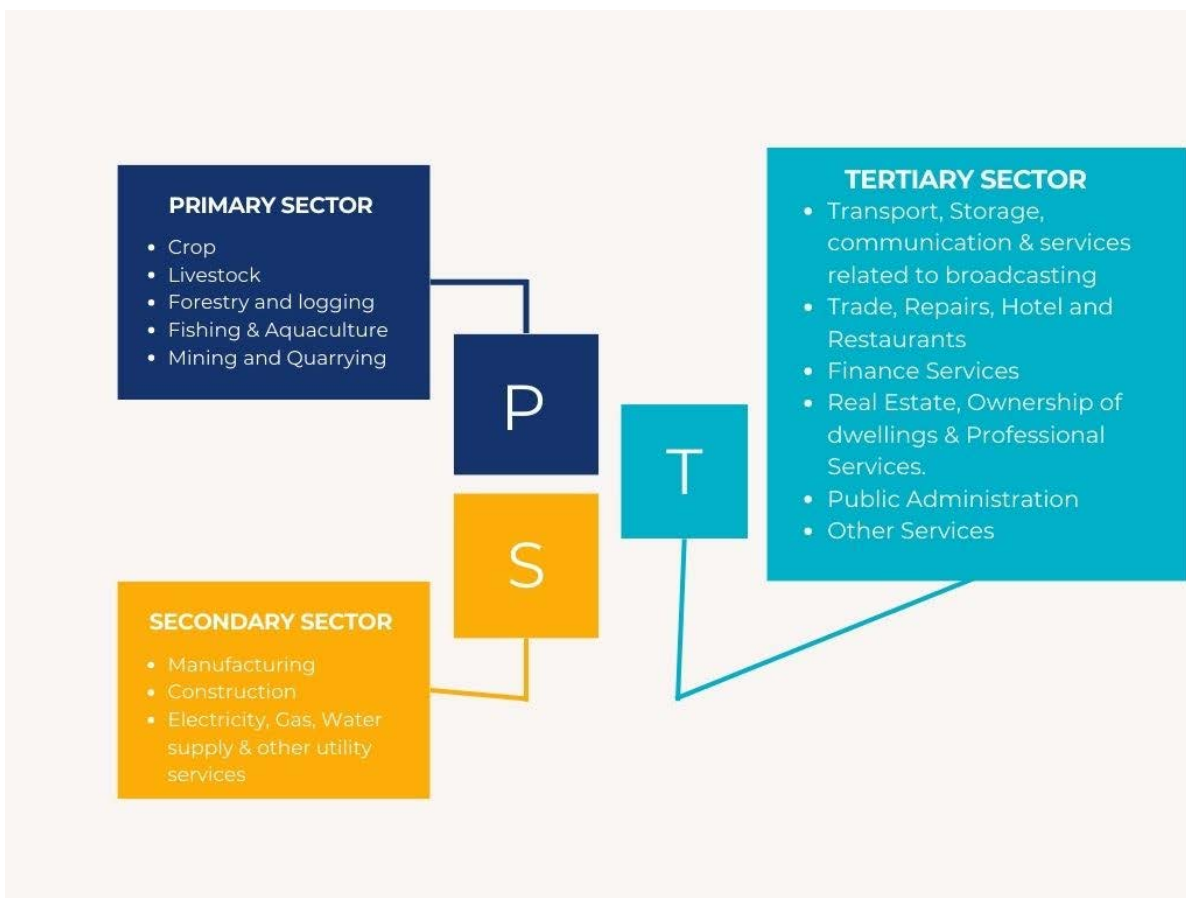 PRIMARY SECTOR
• Crop
• Livestock
• Forestry and logging
• Fishing & Aquaculture
• Mining and Quarrying
P
S
SECONDARY SECTOR
• Manufacturing
• Construction
• Electricity, Gas, Water
supply & other utility
services
T
TERTIARY SECTOR
• Transport, Storage,
communication & services
related to broadcasting
• Trade, Repairs, Hotel and
Restaurants
• Finance Services
• Real Estate, Ownership of
dwellings & Professional
Services.
• Public Administration
• Other Services